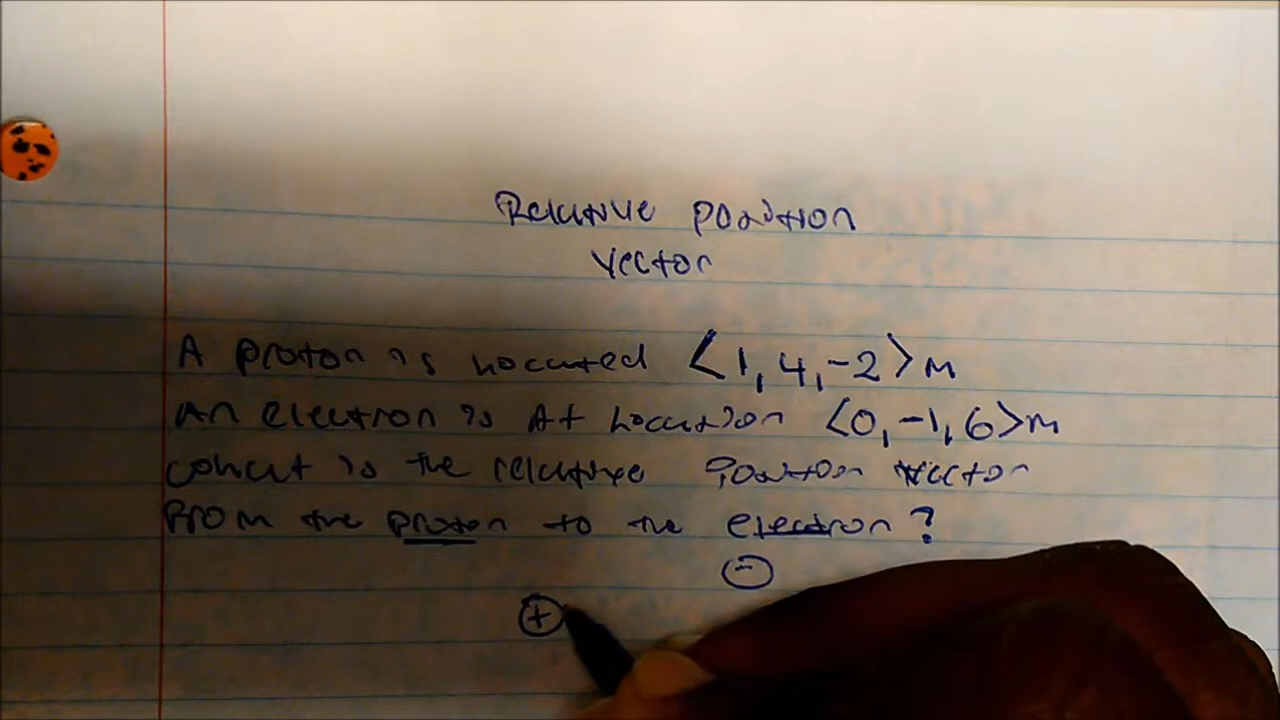 Relative position
vector
A proton is located <1, 4, -2> m
An electron is At location <0, -1, 6> m
what is the relative position vector
From the proton to the electron?
-
+